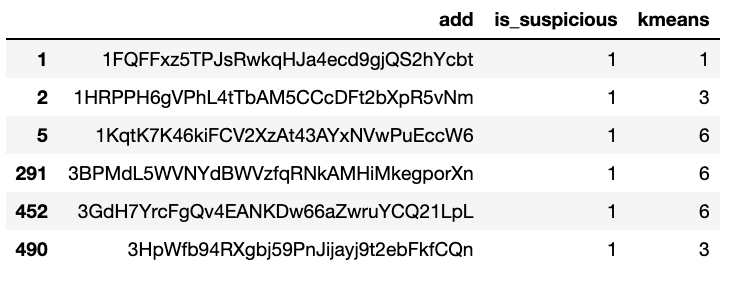 add is_suspicious kmeans
1 1FQFFxz5TPJsRwkqHJa4ecd9gjQS2hYcbt 1 1
2 1HRPPH6gVPhL4tTbAM5CCcDFt2bXpR5vNm 1 3
5 1KqtK7K46kiFCV2XzAt43AYxNVwPuEccW6 1 6
291 3BPMdL5WVNYdBWVzfqRNkAMHiMkegporXn 1 6
452 3GdH7YrcFgQv4EANKDw66aZwruYCQ21LpL 1 6
490 3HpWfb94RXgbj59PnJijayj9t2ebFkfCQn 1 3